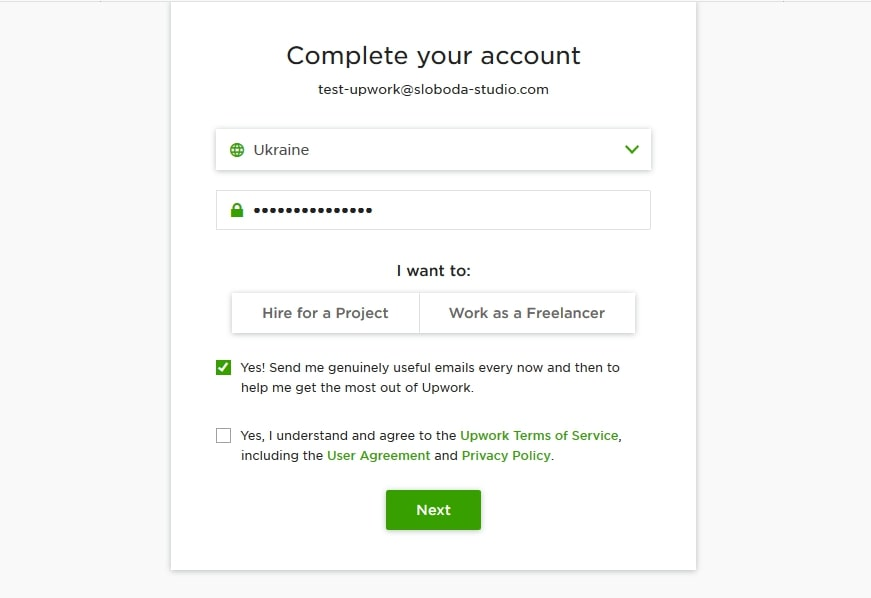 Complete your account
test-upwork@sloboda-studio.com
Ukraine
•••••••••••••••
I want to:
Hire for a Project
Work as a Freelancer
Yes! Send me genuinely useful emails every now and then to
help me get the most out of Upwork.
Yes, I understand and agree to the Upwork Terms of Service,
including the User Agreement and Privacy Policy.
Next